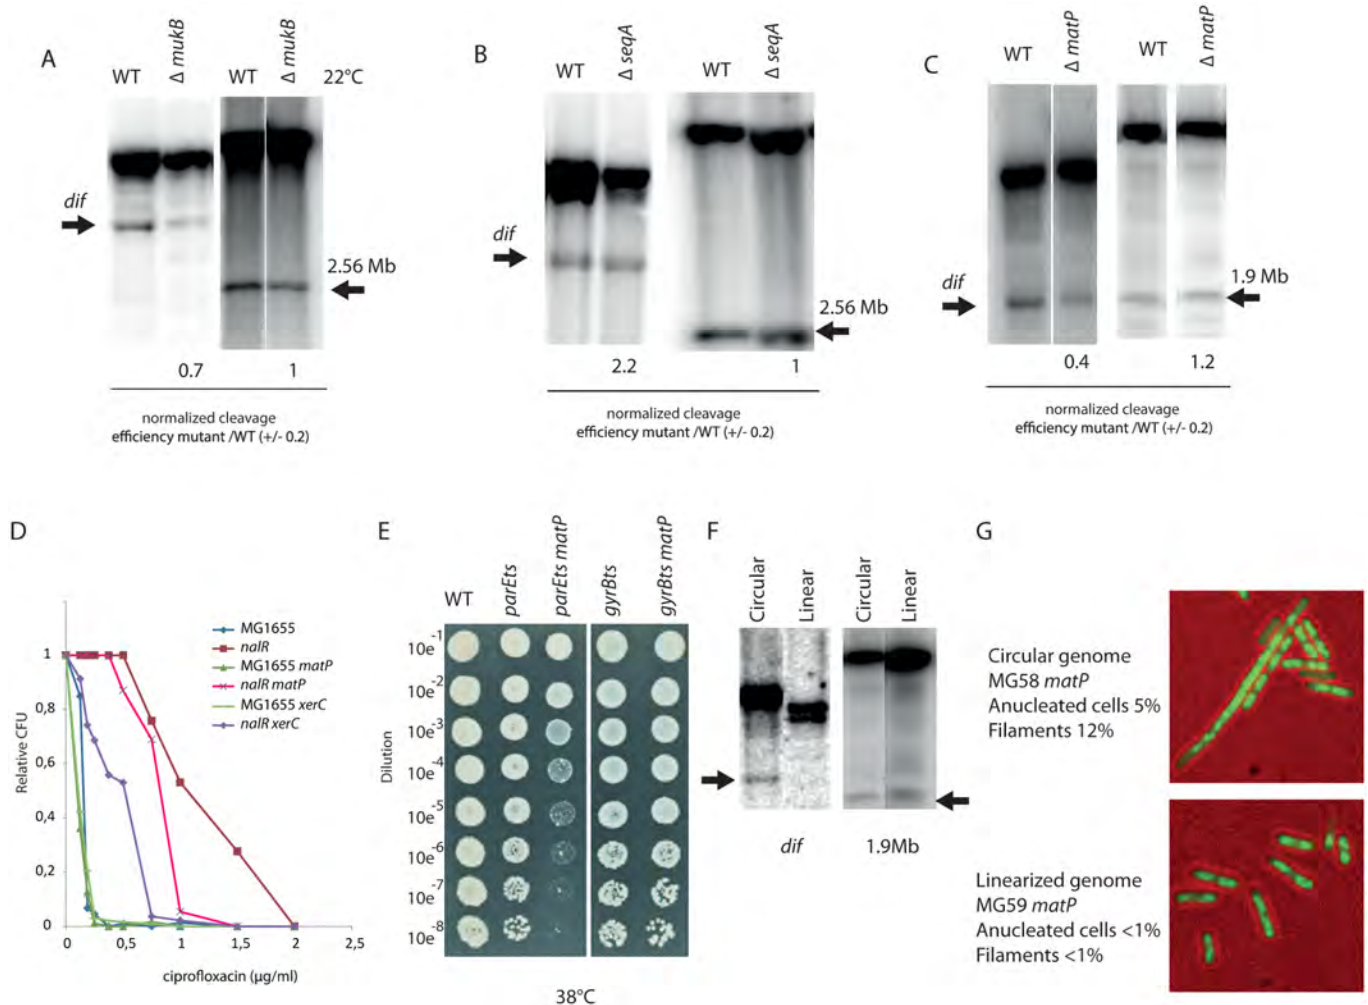 A
WT
Δ mukB
WT
Δ mukB
22°C
dif
2.56 Mb
0.7
1
normalized cleavage
efficiency mutant /WT (+/- 0.2)
B
WT
Δ seqA
WT
Δ seqA
dif
2.56 Mb
2.2
1
normalized cleavage
efficiency mutant /WT (+/- 0.2)
C
WT
Δ matP
WT
Δ matP
dif
1.9 Mb
0.4
1.2
normalized cleavage
efficiency mutant /WT (+/- 0.2)
D
Relative CFU
1
0,8
0,6
0,4
0,2
0
0
0,5
1
1,5
2
2,5
ciprofloxacin (µg/ml)
MG1655
nalR
MG1655 matP
nalR matP
MG1655 xerC
nalR xerC
E
WT
parEts
parEts matP
gyrBts
gyrBts matP
Dilution
10e-1
10e-2
10e-3
10e-4
10e-5
10e-6
10e-7
10e-8
38°C
F
Circular
Linear
Circular
Linear
dif
1.9Mb
G
Circular genome
MG58 matP
Anucleated cells 5%
Filaments 12%
Linearized genome
MG59 matP
Anucleated cells <1%
Filaments <1%